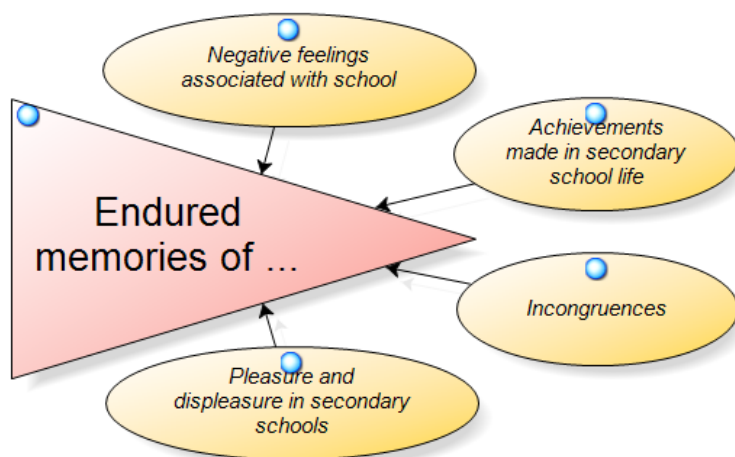 Negative feelings
associated with school
Achievements
made in secondary
school life
Endured
memories of ...
Incongruences
Pleasure and
displeasure in secondary
schools